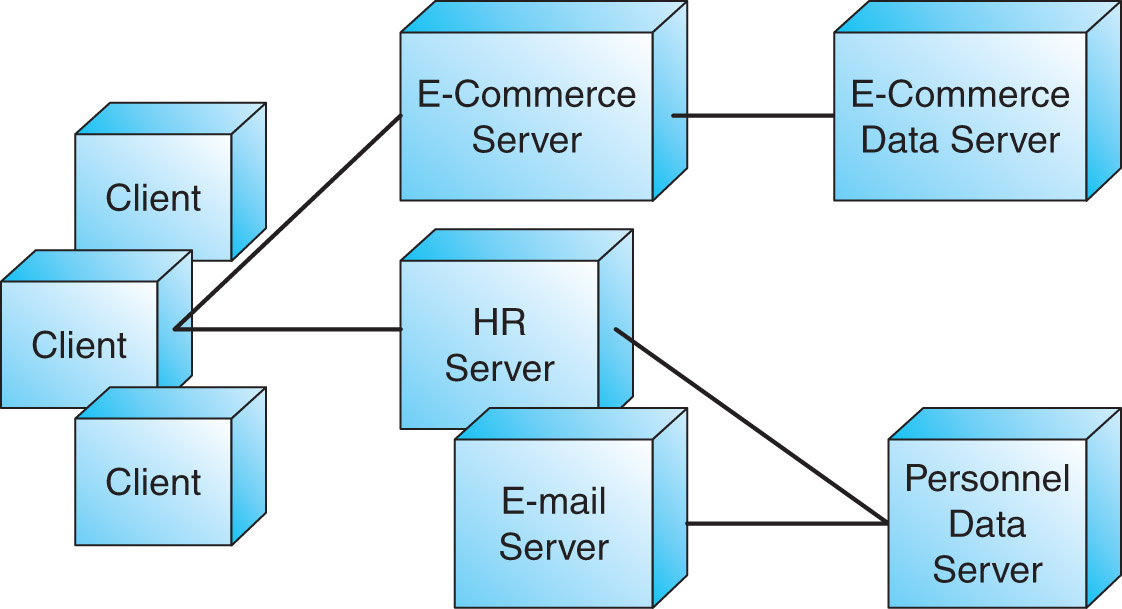 E-Commerce
Server
E-Commerce
Data Server
Client
Client
Client
HR
Server
E-mail
Server
Personnel
Data
Server